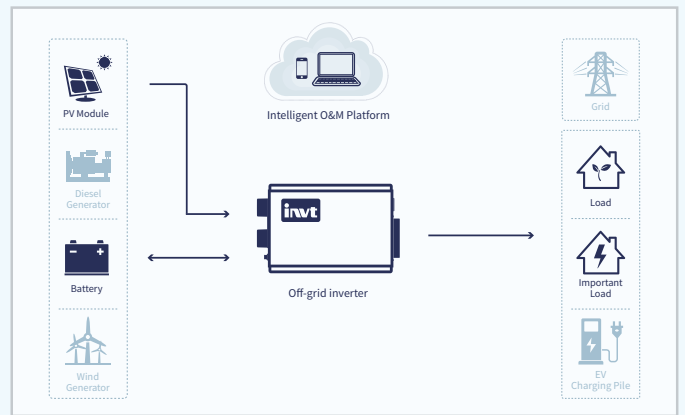 PV Module
Diesel
Generator
Battery
Wind
Generator
Intelligent O&M Platform
invt
Off-grid inverter
Grid
Load
Important
Load
EV
Charging Pile